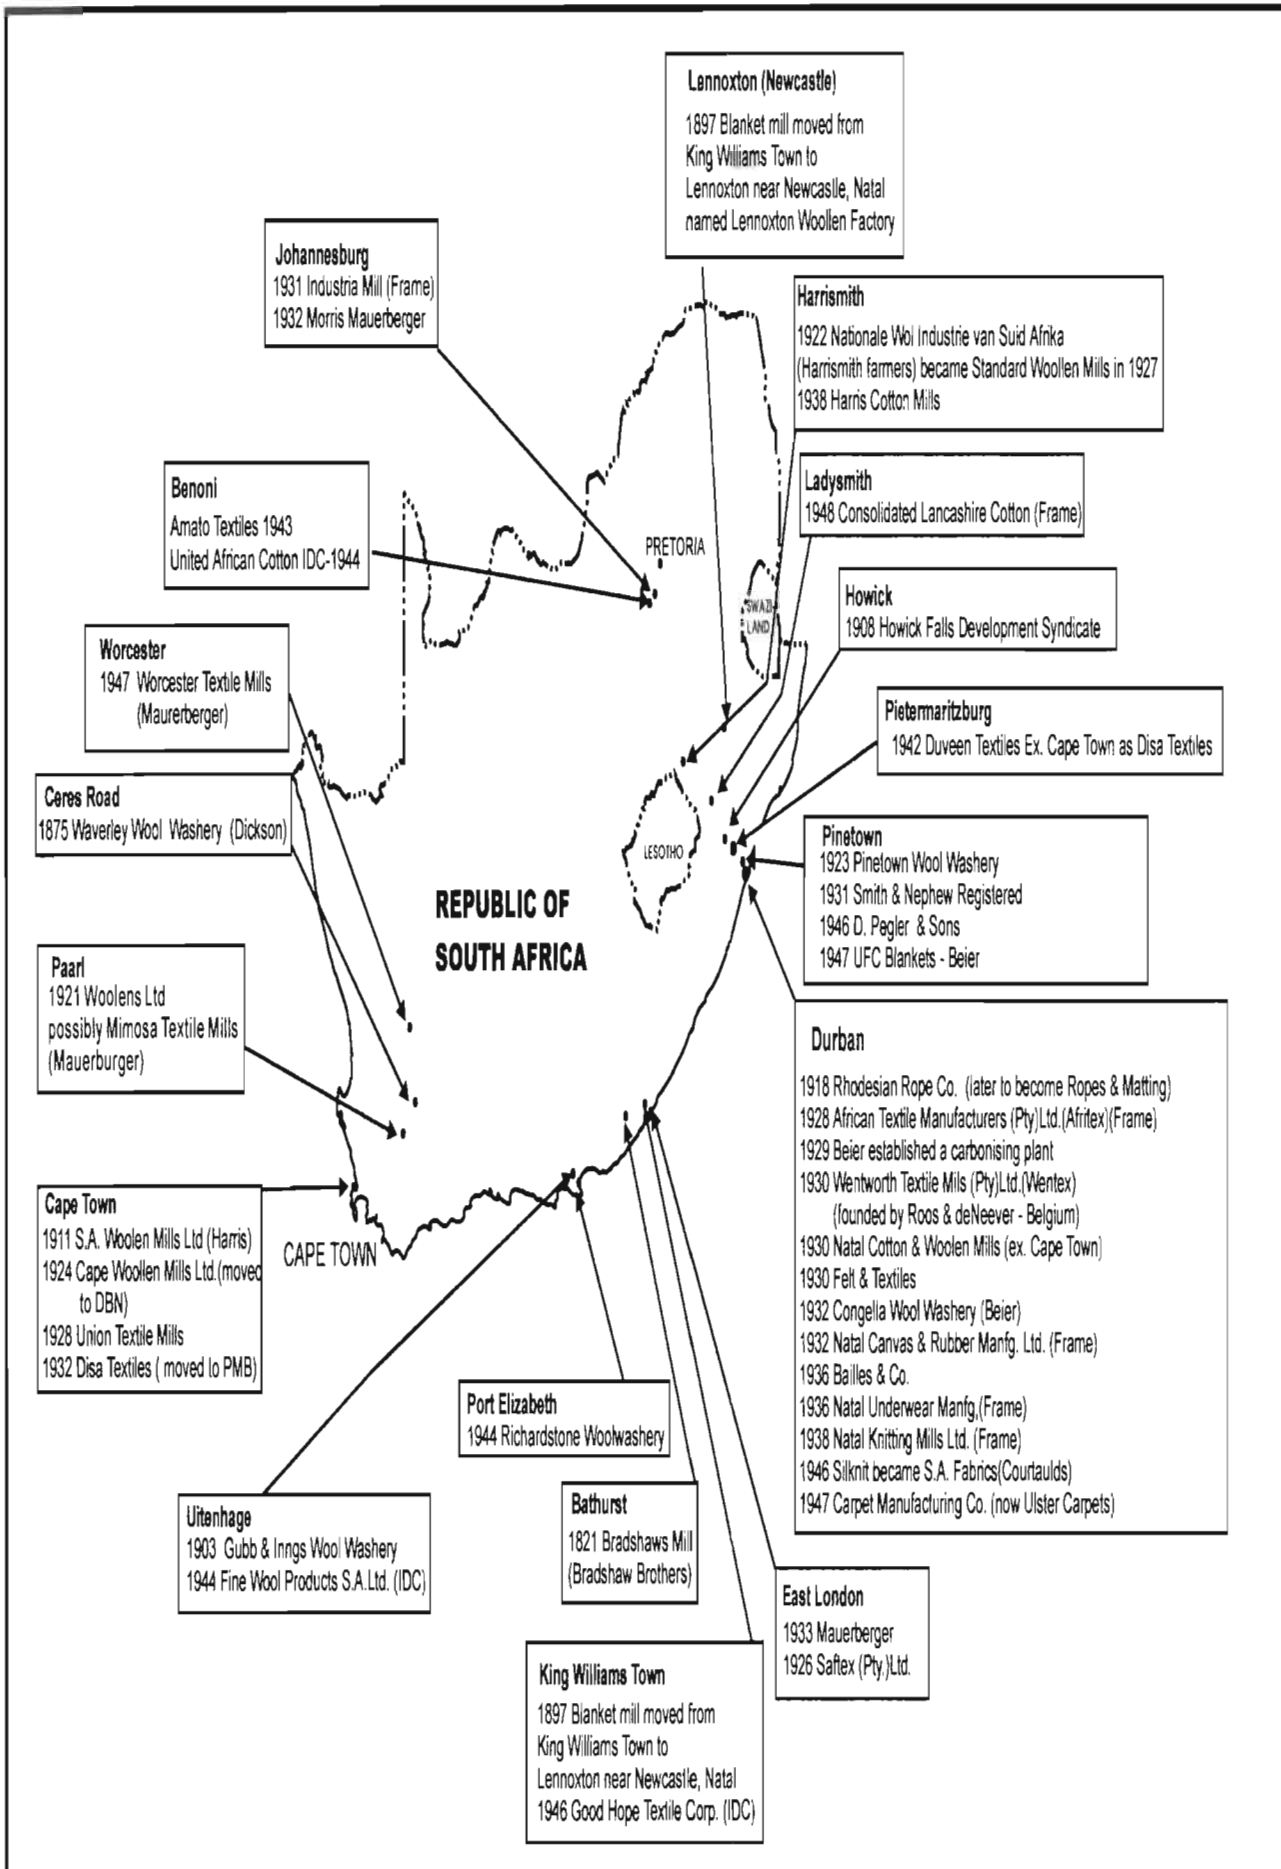 Lennoxton (Newcastle)
1897 Blanket mill moved from
King Williams Town to
Lennoxton near Newcastle, Natal
named Lennoxton Woollen Factory
Johannesburg
1931 Industria Mill (Frame)
1932 Morris Mauerberger
Harrismith
1922 Nationale Wol Industrie van Suid Afrika
(Harrismith farmers) became Standard Woollen Mills in 1927
1938 Harris Cotton Mills
Benoni
Amato Textiles 1943
United African Cotton IDC-1944
Ladysmith
1948 Consolidated Lancashire Cotton (Frame)
PRETORIA
SWAZI
LAND
Howick
1908 Howick Falls Development Syndicate
Worcester
1947 Worcester Textile Mills
(Maurerberger)
Pietermaritzburg
1942 Duveen Textiles Ex. Cape Town as Disa Textiles
Ceres Road
1875 Waverley Wool Washery (Dickson)
LESOTHO
Pinetown
1923 Pinetown Wool Washery
1931 Smith & Nephew Registered
1946 D. Pegler & Sons
1947 UFC Blankets - Beier
REPUBLIC OF
SOUTH AFRICA
Paarl
1921 Woolens Ltd
possibly Mimosa Textile Mills
(Mauerburger)
Durban
1918 Rhodesian Rope Co. (later to become Ropes & Matting)
1928 African Textile Manufacturers (Pty)Ltd.(Afritex)(Frame)
1929 Beier established a carbonising plant
1930 Wentworth Textile Mils (Pty)Ltd.(Wentex)
(founded by Roos & deNeever - Belgium)
1930 Natal Cotton & Woolen Mills (ex. Cape Town)
1930 Felt & Textiles
1932 Congella Wool Washery (Beier)
1932 Natal Canvas & Rubber Manfg. Ltd. (Frame)
1936 Bailles & Co.
1936 Natal Underwear Manfg,(Frame)
1938 Natal Knitting Mills Ltd. (Frame)
1946 Silknit became S.A. Fabrics(Courtaulds)
1947 Carpet Manufacturing Co. (now Ulster Carpets)
Cape Town
1911 S.A. Woolen Mills Ltd (Harris)
1924 Cape Woollen Mills Ltd.(moved
to DBN)
1928 Union Textile Mills
1932 Disa Textiles ( moved to PMB)
CAPE TOWN
Port Elizabeth
1944 Richardstone Woolwashery
Uitenhage
1903 Gubb & Inngs Wool Washery
1944 Fine Wool Products S.A.Ltd. (IDC)
Bathurst
1821 Bradshaws Mill
(Bradshaw Brothers)
East London
1933 Mauerberger
1926 Saftex (Pty.)Ltd.
King Williams Town
1897 Blanket mill moved from
King Williams Town to
Lennoxton near Newcastle, Natal
1946 Good Hope Textile Corp. (IDC)